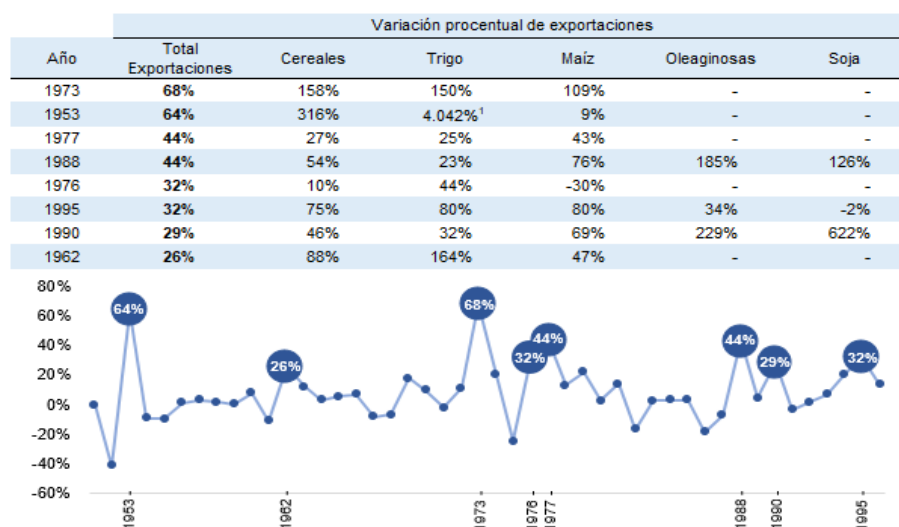 Variación procentual de exportaciones
Año Total Exportaciones Cereales Trigo Maíz Oleaginosas Soja
1973 68% 158% 150% 109% - -
1953 64% 316% 4.042%¹ 9% - -
1977 44% 27% 25% 43% - -
1988 44% 54% 23% 76% 185% 126%
1976 32% 10% 44% -30% - -
1995 32% 75% 80% 80% 34% -2%
1990 29% 46% 32% 69% 229% 622%
1962 26% 88% 164% 47% - -
80%
60%
40%
20%
0%
-20%
-40%
-60%
64% 26% 68% 32% 44% 44% 29% 32%
1953 1962 1973 1976 1977 1988 1990 1995